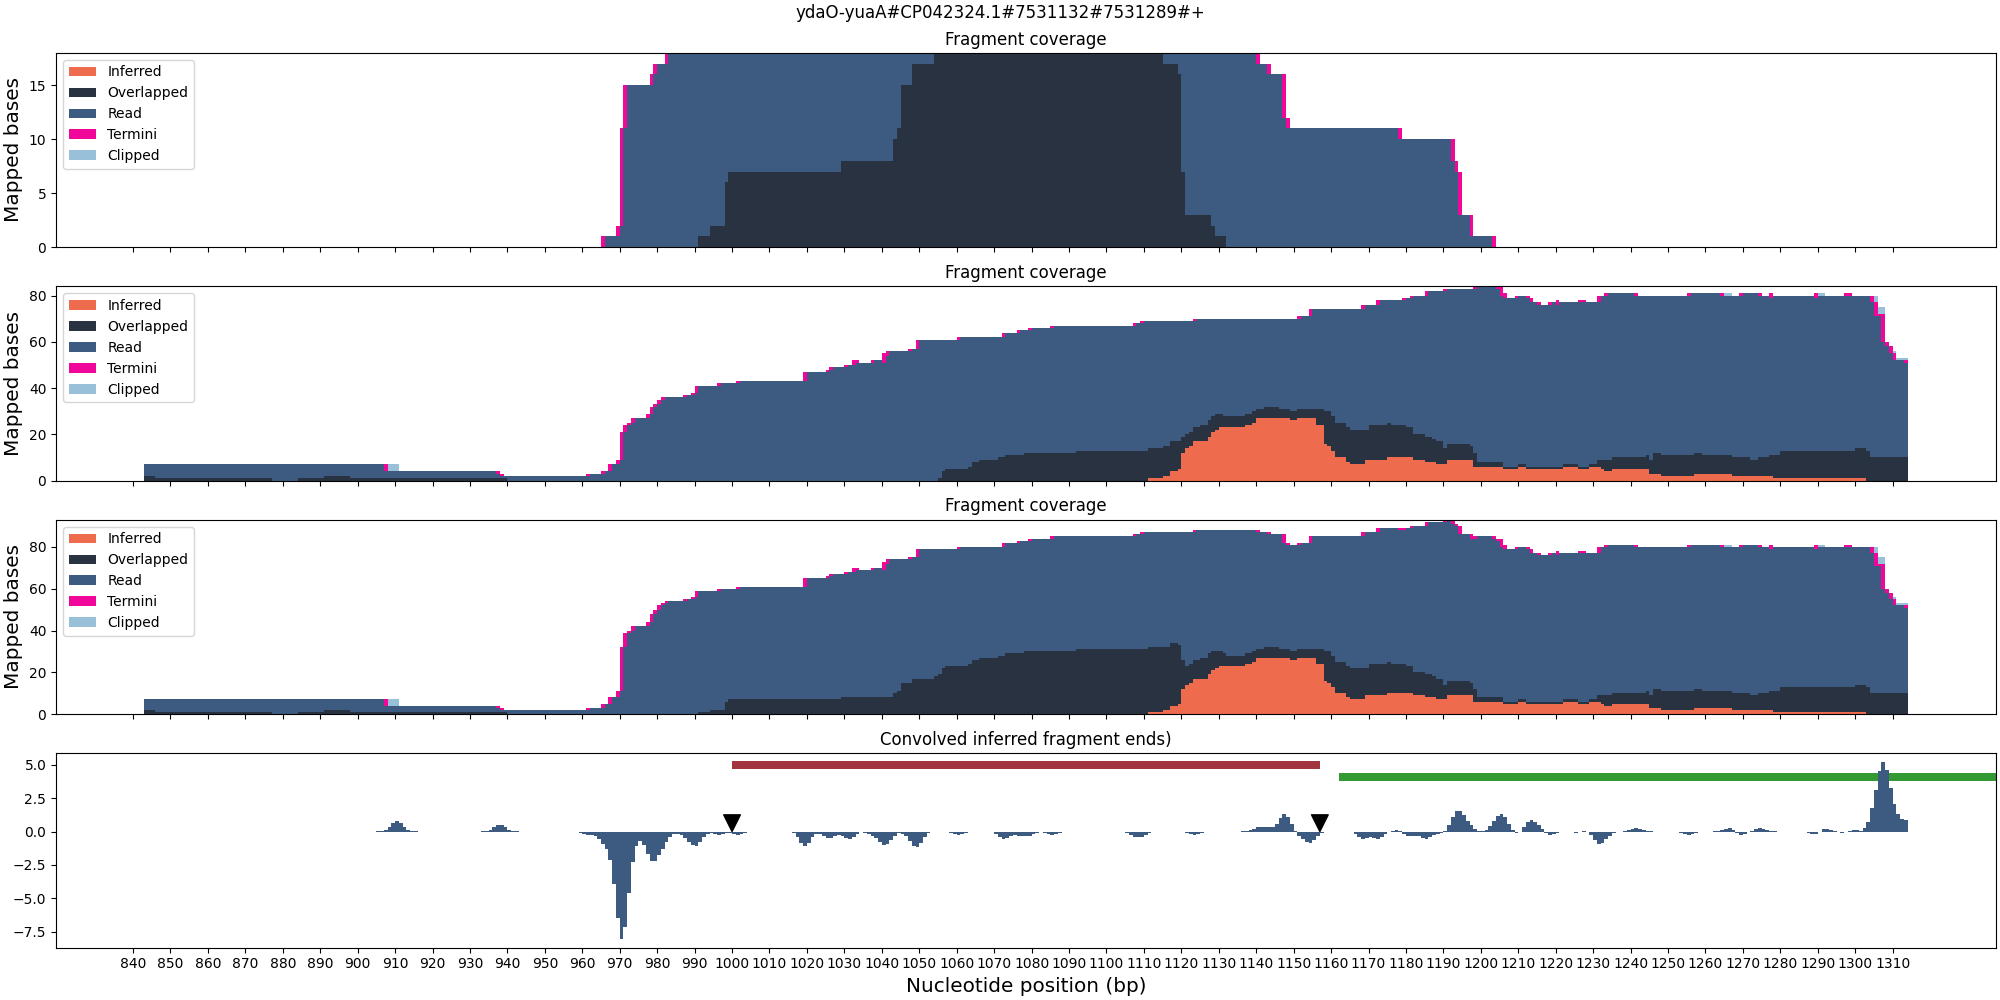 ydaO-yuaA#CP042324.1#7531132#7531289#+
Fragment coverage
Mapped bases
15
10
5
0
Inferred
Overlapped
Read
Termini
Clipped
Fragment coverage
Mapped bases
80
60
40
20
0
Inferred
Overlapped
Read
Termini
Clipped
Fragment coverage
Mapped bases
80
60
40
20
0
Inferred
Overlapped
Read
Termini
Clipped
Convolved inferred fragment ends)
5.0
2.5
0.0
−2.5
−5.0
−7.5
840 850 860 870 880 890 900 910 920 930 940 950 960 970 980 990 1000 1010 1020 1030 1040 1050 1060 1070 1080 1090 1100 1110 1120 1130 1140 1150 1160 1170 1180 1190 1200 1210 1220 1230 1240 1250 1260 1270 1280 1290 1300 1310
Nucleotide position (bp)